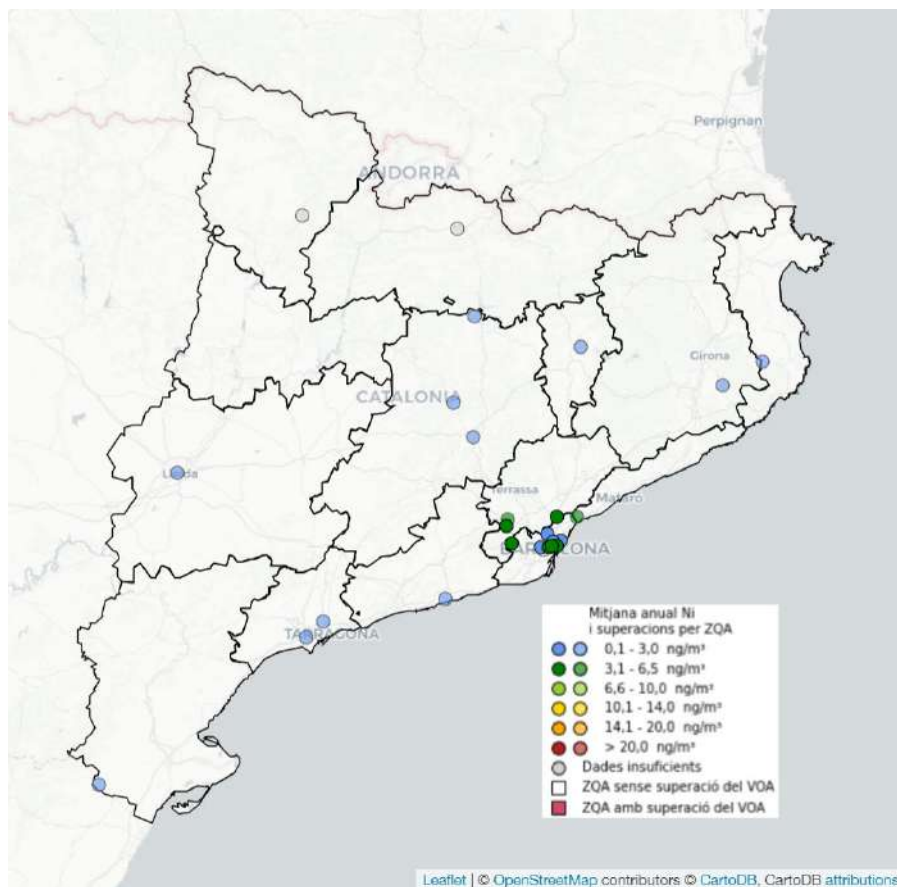 Perpignan
ANDORRA
Girona
CATALONIA
Lleida
Terrassa
Mataró
BARCELONA
TARRAGONA
Mitjana anual Ni
i superacions per ZQA
0,1 - 3,0 ng/m³
3,1 - 6,5 ng/m³
6,6 - 10,0 ng/m³
10,1 - 14,0 ng/m³
14,1 - 20,0 ng/m³
> 20,0 ng/m³
Dades insuficients
ZQA sense superació del VOA
ZQA amb superació del VOA
Leaflet | © OpenStreetMap contributors © CartoDB, CartoDB attributions